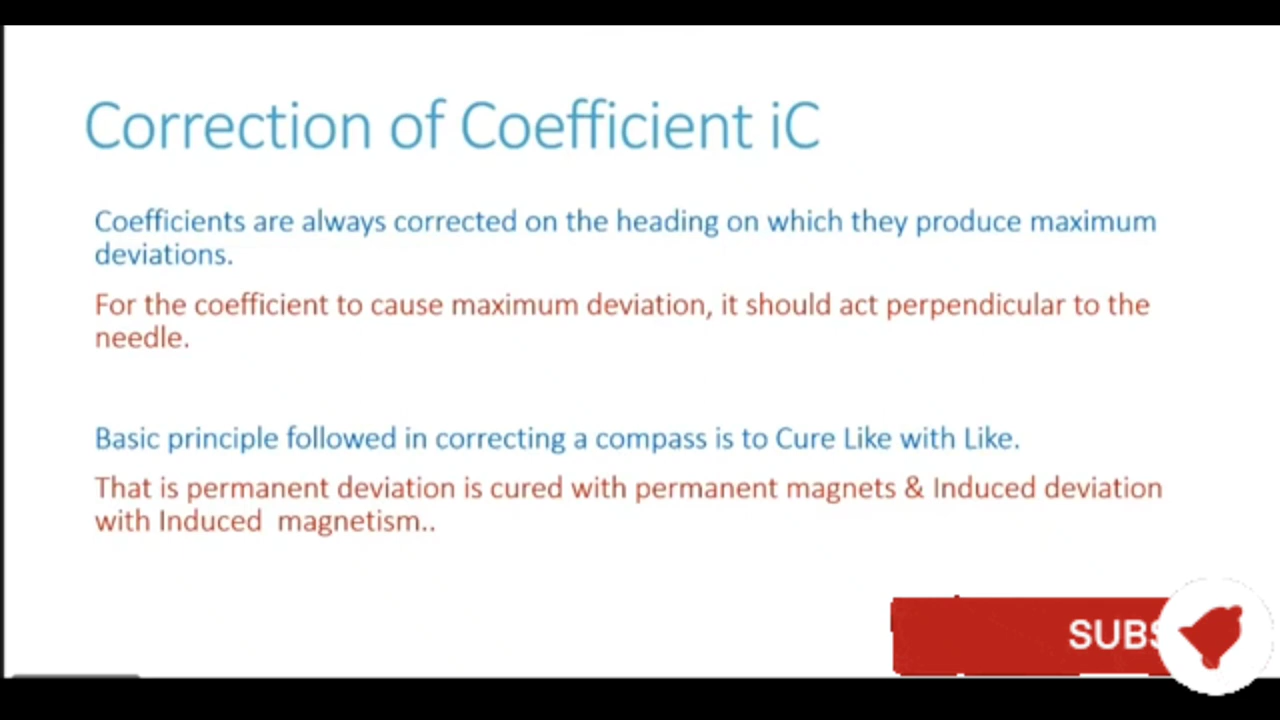 Correction of Coefficient iC
Coefficients are always corrected on the heading on which they produce maximum
deviations.
For the coefficient to cause maximum deviation, it should act perpendicular to the
needle.
Basic principle followed in correcting a compass is to Cure Like with Like.
That is permanent deviation is cured with permanent magnets & Induced deviation
with Induced magnetism..
SUBS